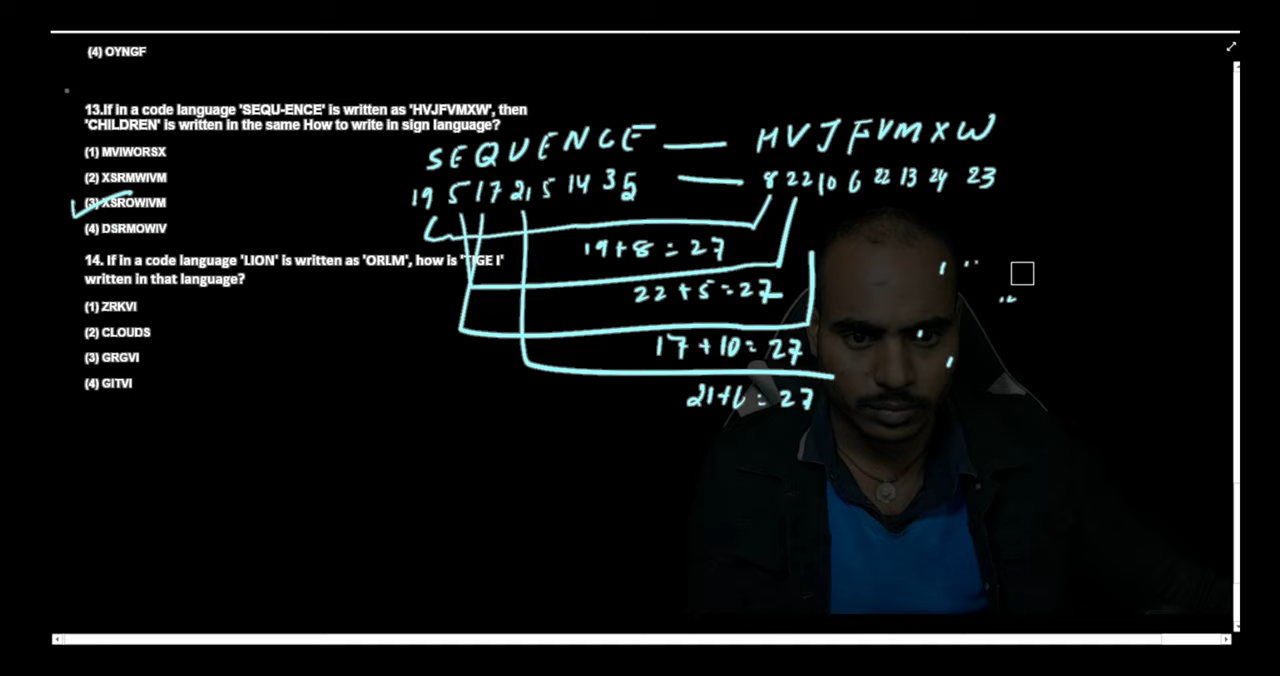 (4) OYNGF
13.If in a code language 'SEQU-ENCE' is written as 'HVJFVMXW', then
'CHILDREN' is written in the same How to write in sign language?
(1) MVIWORSX
(2) XSRMWIVM
(3) XSROWIVM
(4) DSRMOWIV
14. If in a code language 'LION' is written as 'ORLM', how is 'TIGE I'
written in that language?
(1) ZRKVI
(2) CLOUDS
(3) GRGVI
(4) GITVI
SEQUENCE — HVJFVMXW
19 5 17 21 5 14 3 5 — 8 22 10 6 22 13 24 23
19+8=27
22+5=27
17+10=27
21+6=27